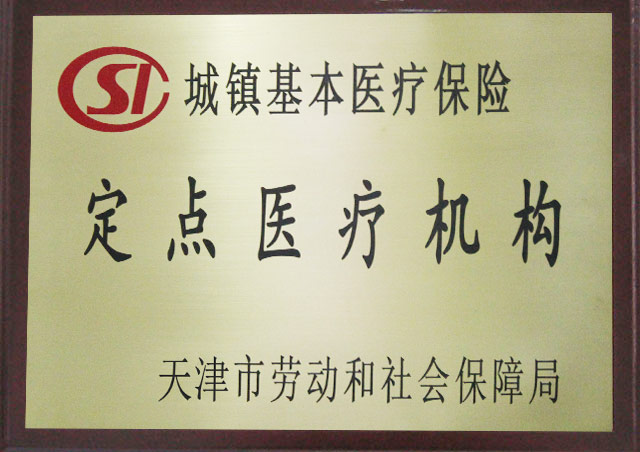 CSI 城镇基本医疗保险
定点医疗机构
天津市劳动和社会保障局